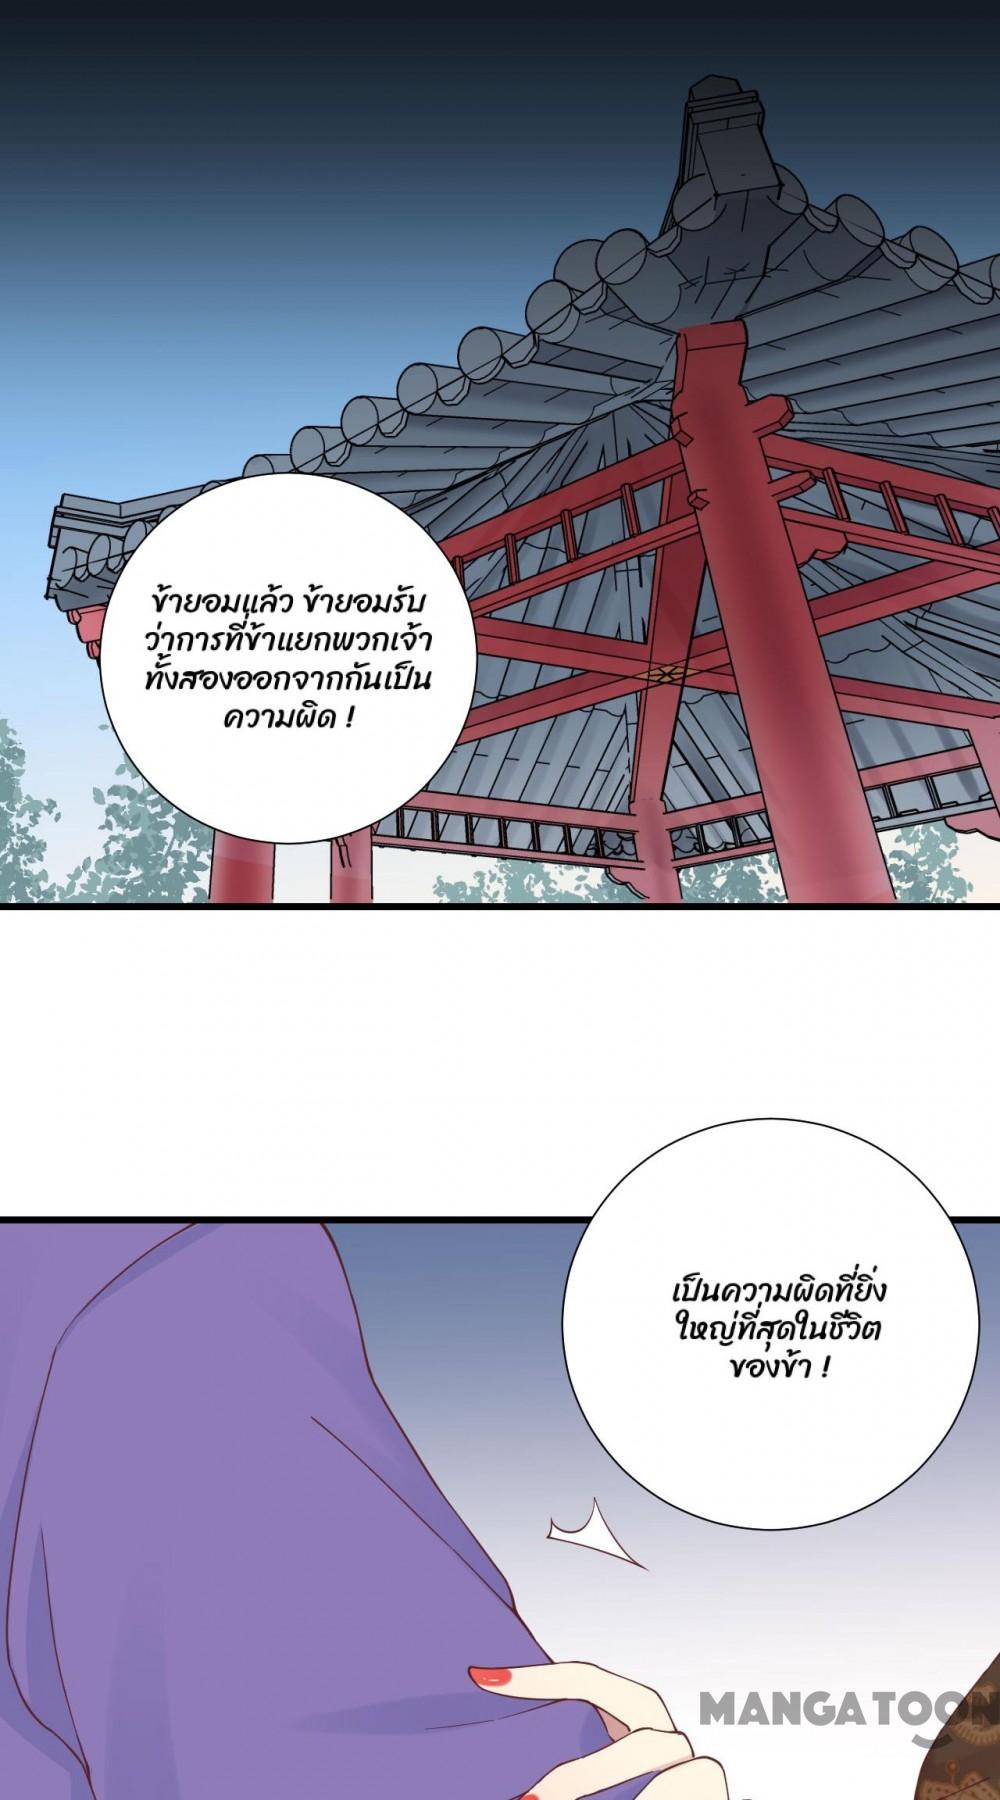 ข้ายอมแล้ว ข้ายอมรับ
ว่าการที่ข้าแยกพวกเจ้า
ทั้งสองออกจากกันเป็น
ความผิด !
เป็นความผิดที่ยิ่ง
ใหญ่ที่สุดในชีวิต
ของข้า !
MANGATOON